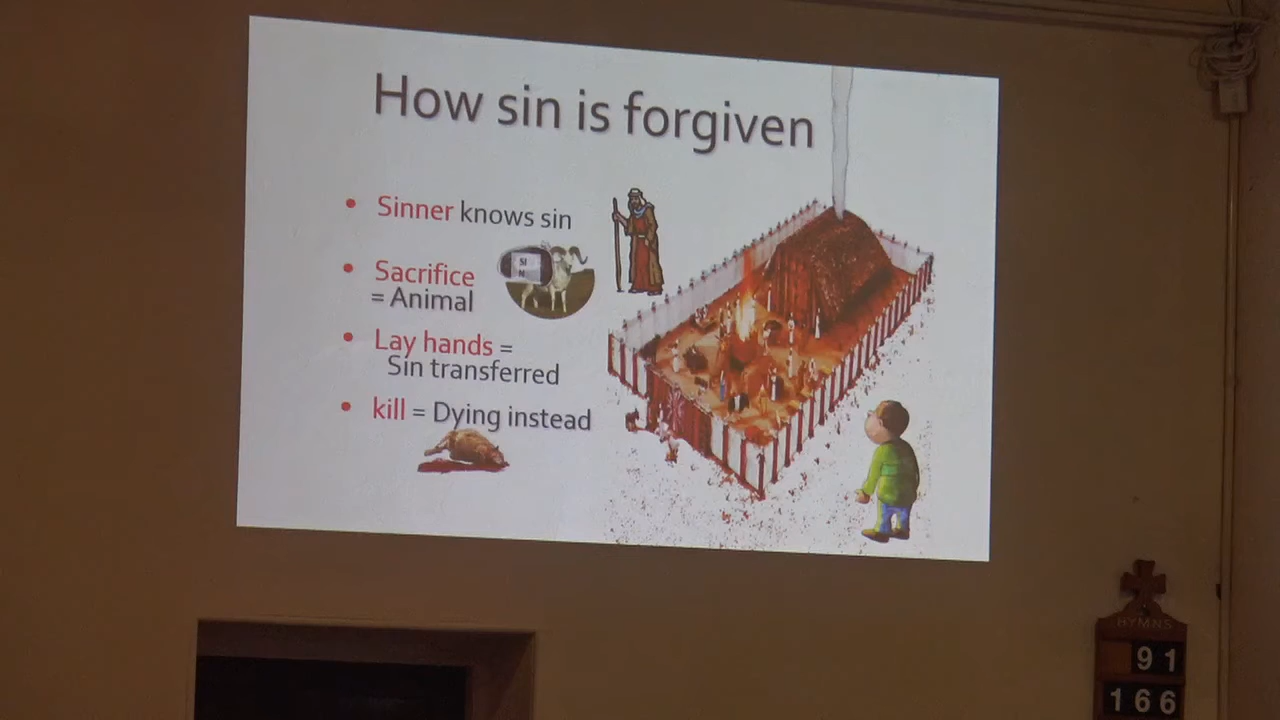 How sin is forgiven
• Sinner knows sin
• Sacrifice
= Animal
SI
N
• Lay hands =
Sin transferred
• kill = Dying instead
HYMNS
91
166